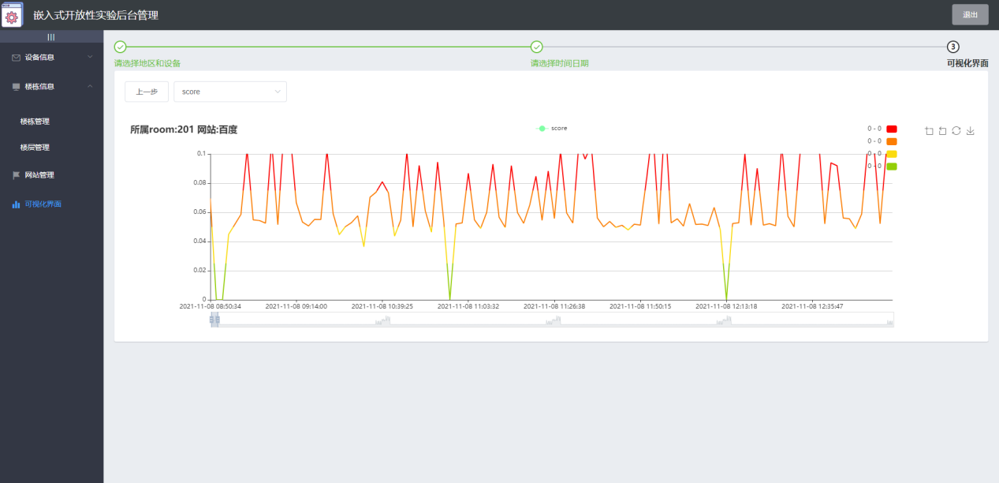 嵌入式开放性实验后台管理
退出
设备信息
楼栋信息
楼栋管理
楼层管理
网站管理
可视化界面
请选择地区和设备
请选择时间日期
3
可视化界面
上一步
score
所属room:201 网站:百度
score
0 - 0
0 - 0
0 - 0
0 - 0
0.1
0.08
0.06
0.04
0.02
0
2021-11-08 08:50:34
2021-11-08 09:14:00
2021-11-08 10:39:25
2021-11-08 11:03:32
2021-11-08 11:26:38
2021-11-08 11:50:15
2021-11-08 12:13:18
2021-11-08 12:35:47